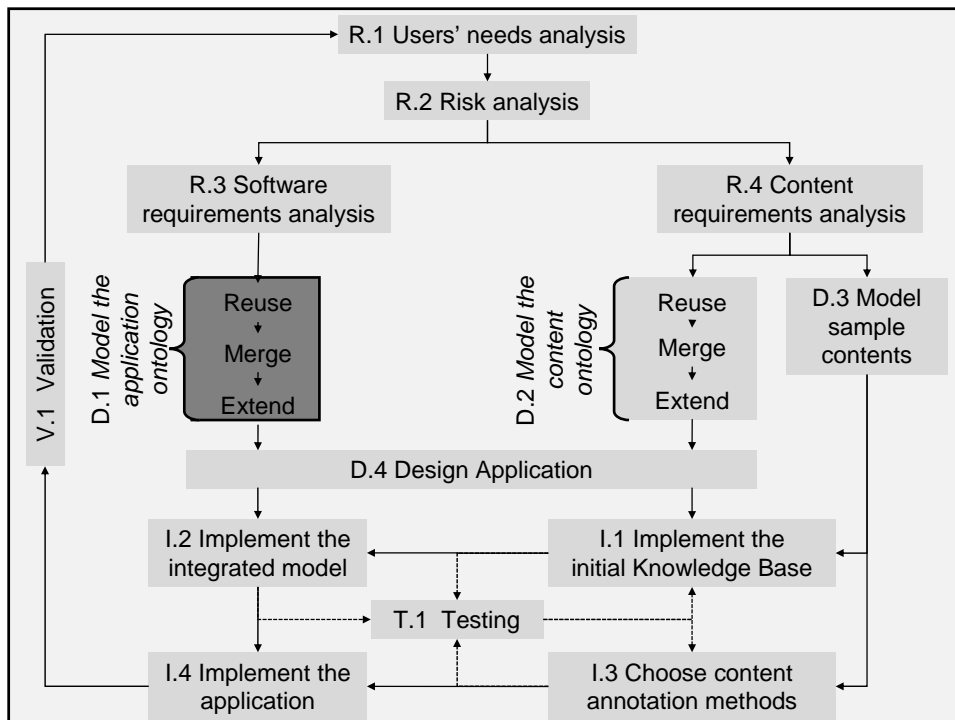 R.1 Users’ needs analysis
R.2 Risk analysis
R.3 Software
requirements analysis
R.4 Content
requirements analysis
V.1  Validation
D.1 Model the
application
ontology
Reuse
Merge
Extend
D.2 Model the
content
ontology
Reuse
Merge
Extend
D.3 Model
sample
contents
D.4 Design Application
I.2 Implement the
integrated model
I.1 Implement the
initial Knowledge Base
T.1  Testing
I.4 Implement the
application
I.3 Choose content
annotation methods